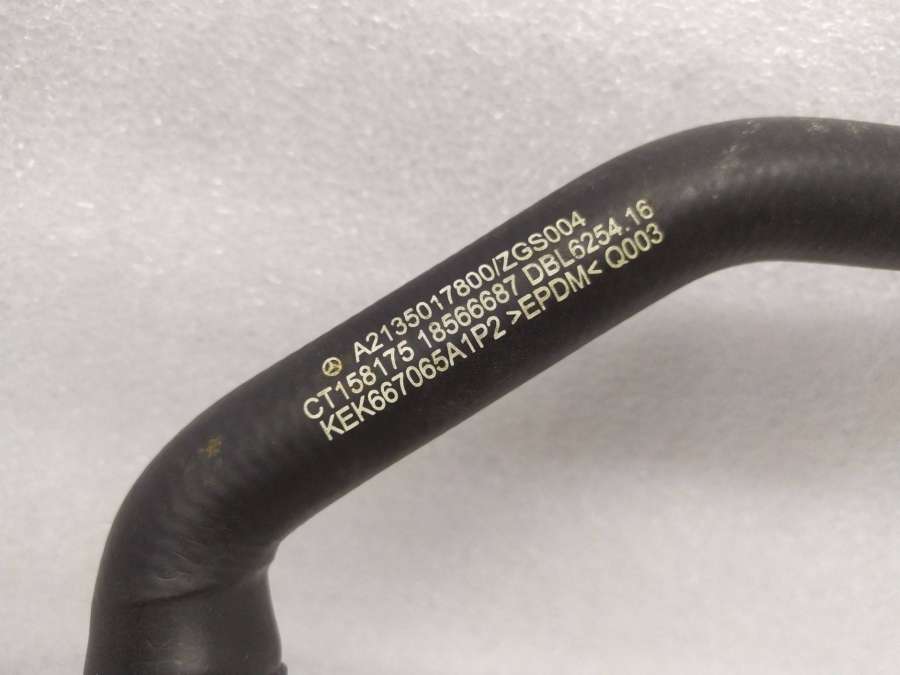 A2135017800/ZGS004
CT158175 18566687 DBL6254.16
KEK667065A1P2 >EPDM< Q003